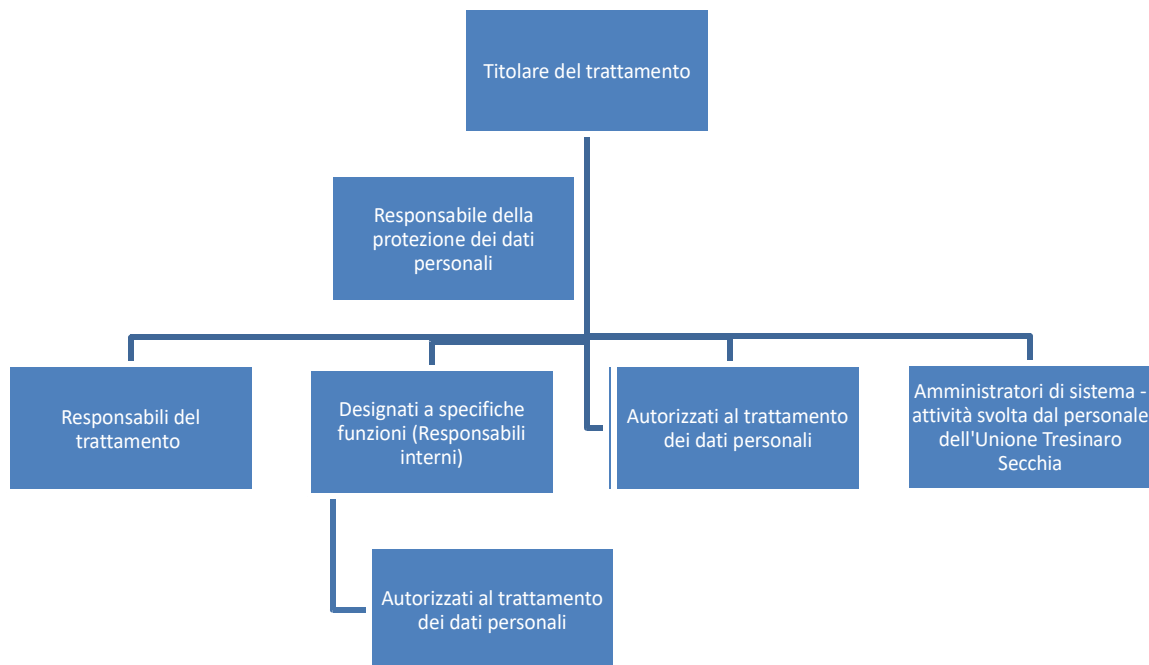 Titolare del trattamento
Responsabile della
protezione dei dati
personali
Responsabili del
trattamento
Designati a specifiche
funzioni (Responsabili
interni)
Autorizzati al trattamento
dei dati personali
Amministratori di sistema -
attività svolta dal personale
dell'Unione Tresinaro
Secchia
Autorizzati al trattamento
dei dati personali